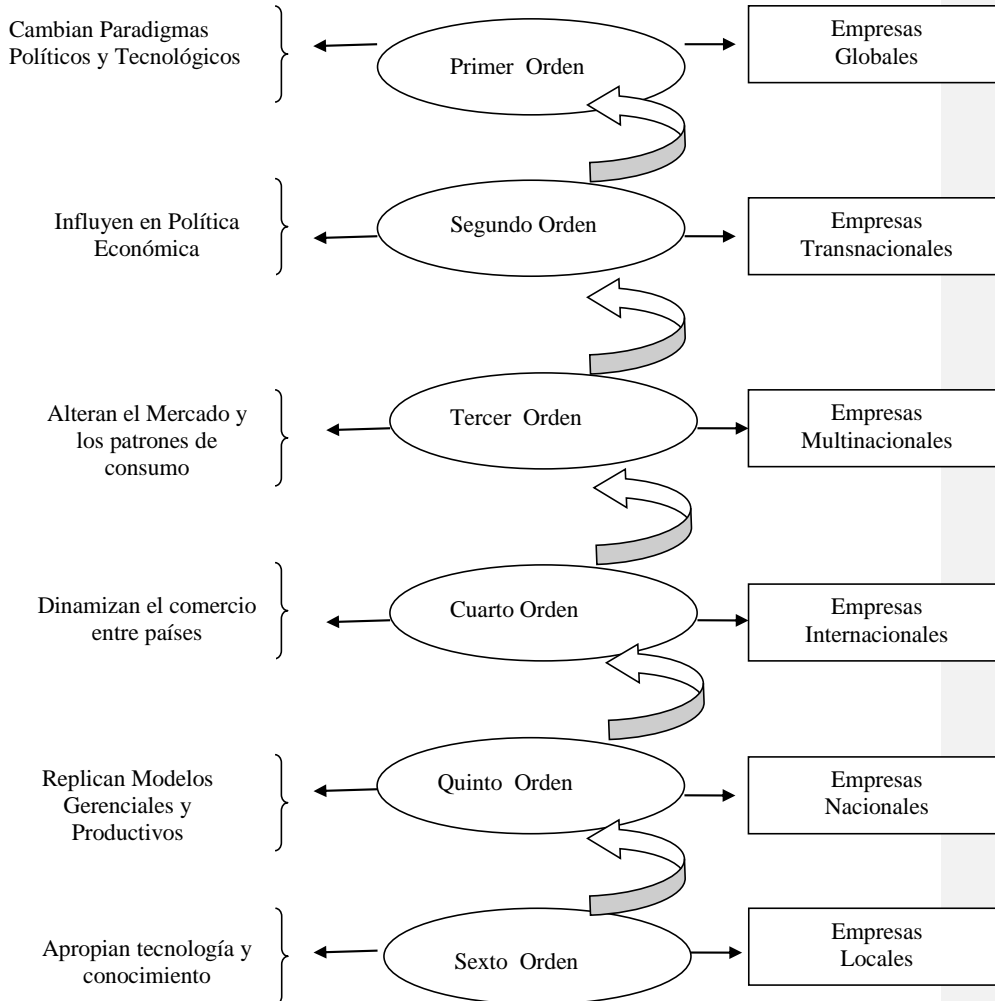 Cambian Paradigmas
Políticos y Tecnológicos
Primer Orden
Empresas
Globales
Influyen en Política
Económica
Segundo Orden
Empresas
Transnacionales
Alteran el Mercado y
los patrones de
consumo
Tercer Orden
Empresas
Multinacionales
Dinamizan el comercio
entre países
Cuarto Orden
Empresas
Internacionales
Replican Modelos
Gerenciales y
Productivos
Quinto Orden
Empresas
Nacionales
Apropian tecnología y
conocimiento
Sexto Orden
Empresas
Locales